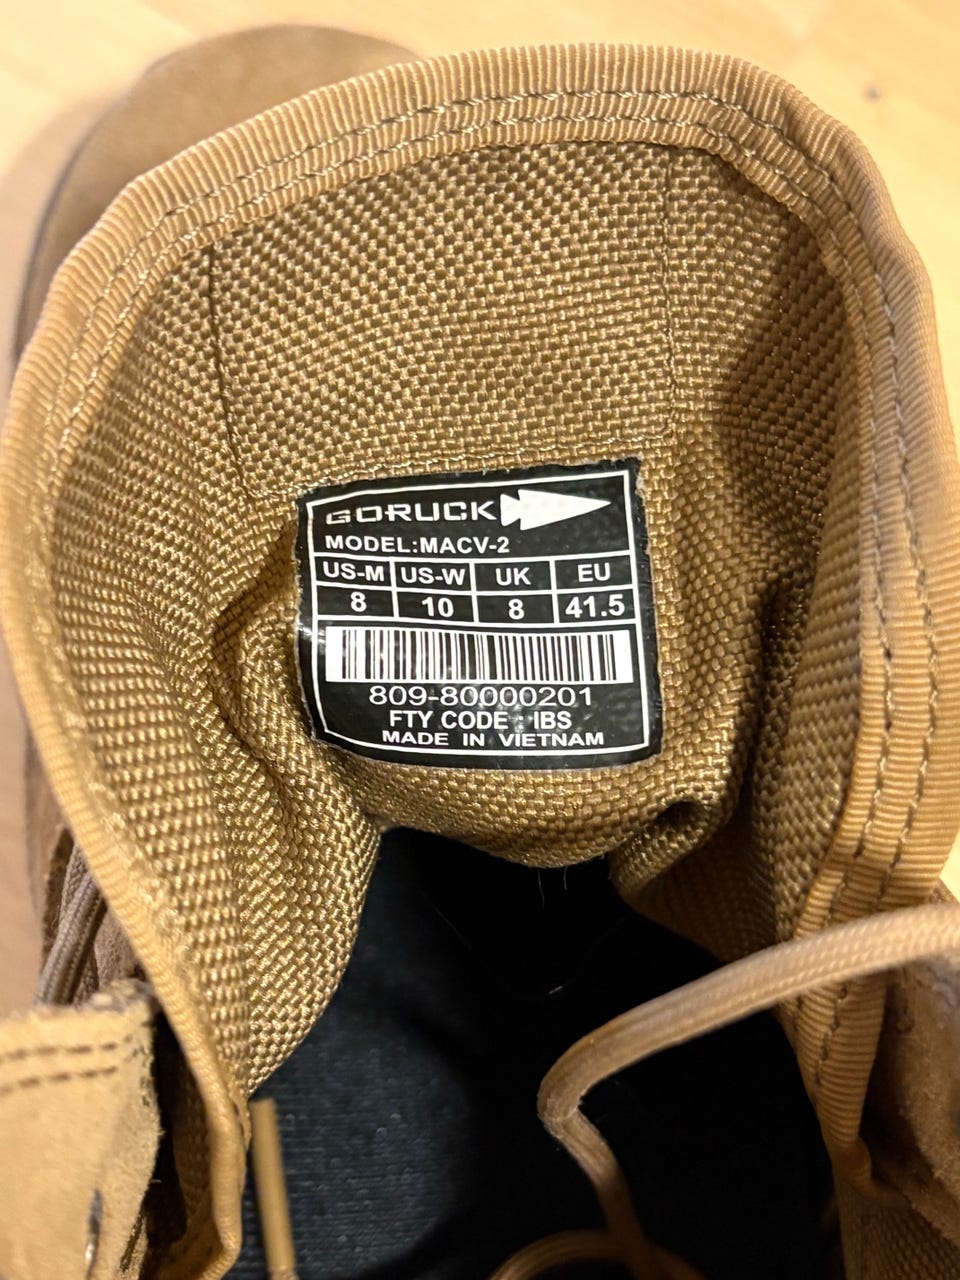 GORUCK
MODEL:MACV-2
US-M US-W UK EU
8 10 8 41.5
809-80000201
FTY CODE : IBS
MADE IN VIETNAM